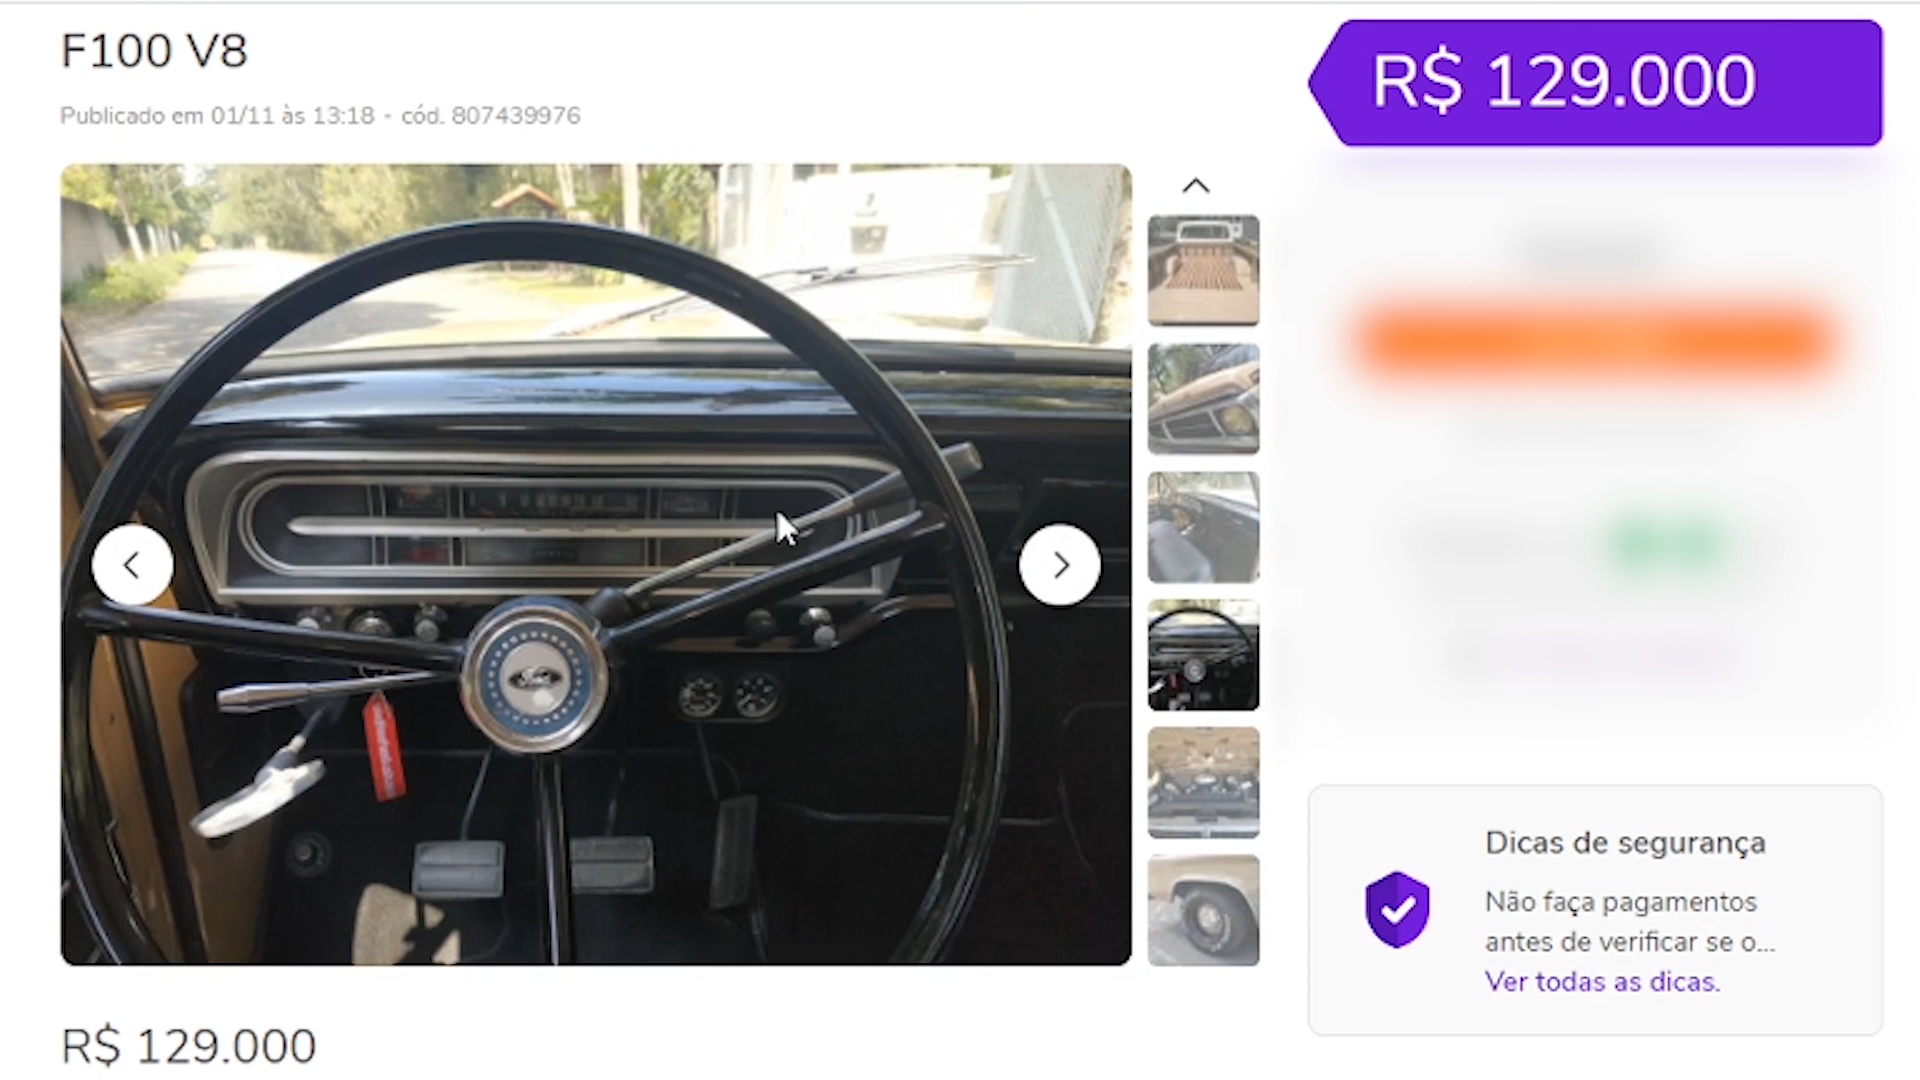 F100 V8
Publicado em 01/11 às 13:18 - cód. 807439976
R$ 129.000
Ford
R$ 129.000
Dicas de segurança
Não faça pagamentos
antes de verificar se o...
Ver todas as dicas.